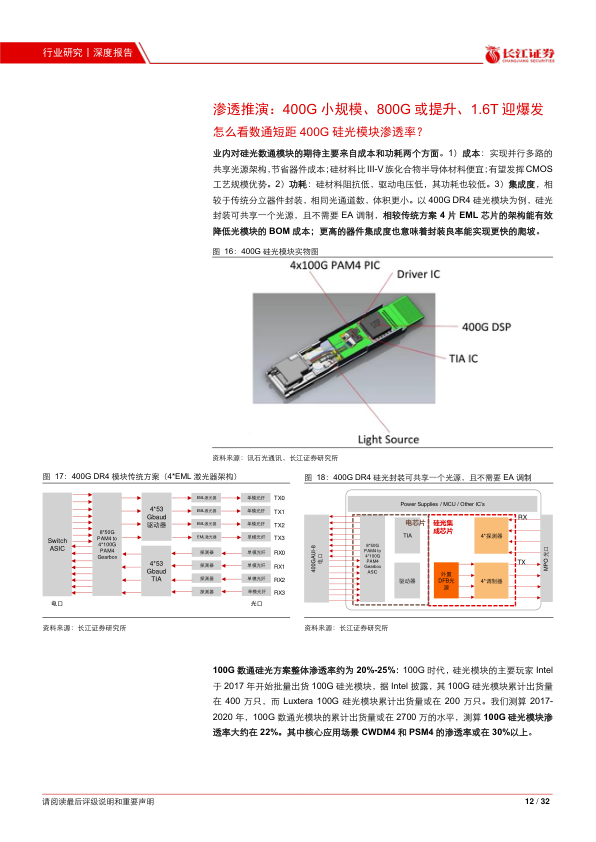 行业研究丨深度报告
长江证券
CHANGJIANG SECURITIES
渗透推演：400G 小规模、800G 或提升、1.6T 迎爆发
怎么看数通短距 400G 硅光模块渗透率？
业内对硅光数通模块的期待主要来自成本和功耗两个方面。1）成本：实现并行多路的
共享光源架构，节省器件成本；硅材料比 III-V 族化合物半导体材料便宜；有望发挥 CMOS
工艺规模优势。2）功耗：硅材料阻抗低，驱动电压低，其功耗也较低。3）集成度，相
较于传统分立器件封装，相同光通道数，体积更小。以 400G DR4 硅光模块为例，硅光
封装可共享一个光源，且不需要 EA 调制，相较传统方案 4 片 EML 芯片的架构能有效
降低光模块的 BOM 成本；更高的器件集成度也意味着封装良率能实现更快的爬坡。
图 16：400G 硅光模块实物图
4x100G PAM4 PIC
Driver IC
400G DSP
TIA IC
Light Source
资料来源：讯石光通讯，长江证券研究所
图 17：400G DR4 模块传统方案（4*EML 激光器架构）
Switch
ASIC
8*50G
PAM4 to
4*100G
PAM4
Gearbox
4*53
Gbaud
驱动器
4*53
Gbaud
TIA
EML激光器
单模光纤
TX0
EML激光器
单模光纤
TX1
EML激光器
单模光纤
TX2
EML激光器
单模光纤
TX3
探测器
单模光纤
RX0
探测器
单模光纤
RX1
探测器
单模光纤
RX2
探测器
单模光纤
RX3
电口
光口
资料来源：长江证券研究所
图 18：400G DR4 硅光封装可共享一个光源，且不需要 EA 调制
Power Supplies / MCU / Other IC's
400GAUI-8
电口
8*50G
PAM4 to
4*100G
PAM4
Gearbox
ASIC
电芯片
TIA
驱动器
硅光集
成芯片
外置
DFB光
源
4*探测器
4*调制器
RX
TX
MPO光口
资料来源：长江证券研究所
100G 数通硅光方案整体渗透率约为 20%-25%：100G 时代，硅光模块的主要玩家 Intel
于 2017 年开始批量出货 100G 硅光模块，据 Intel 披露，其 100G 硅光模块累计出货量
在 400 万只，而 Luxtera 100G 硅光模块累计出货量或在 200 万只。我们测算 2017-
2020 年，100G 数通光模块的累计出货量或在 2700 万的水平，测算 100G 硅光模块渗
透率大约在 22%。其中核心应用场景 CWDM4 和 PSM4 的渗透率或在 30%以上。
请阅读最后评级说明和重要声明
12 / 32